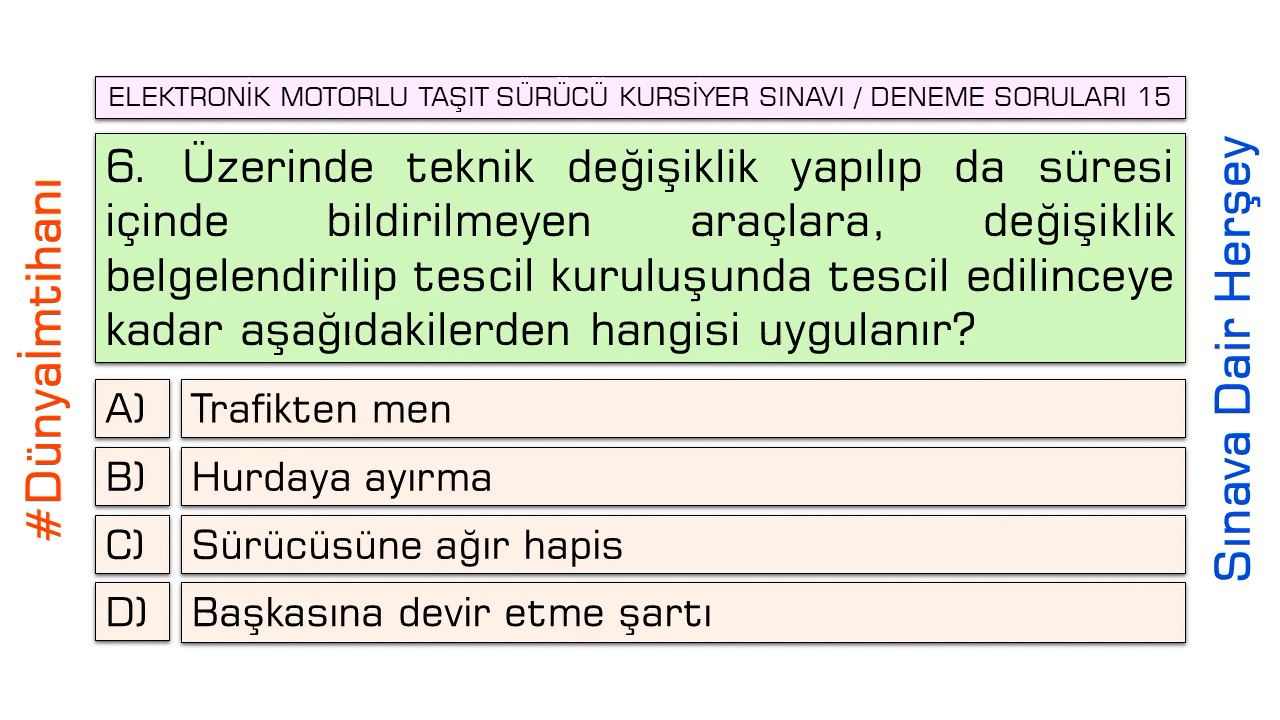 ELEKTRONİK MOTORLU TAŞIT SÜRÜCÜ KURSİYER SINAVI / DENEME SORULARI 15
#Dünyaİmtihanı
6. Üzerinde teknik değişiklik yapılıp da süresi
içinde bildirilmeyen araçlara, değişiklik
belgelendirilip tescil kuruluşunda tescil edilinceye
kadar aşağıdakilerden hangisi uygulanır?
A) Trafikten men
B) Hurdaya ayırma
C) Sürücüsüne ağır hapis
D) Başkasına devir etme şartı
Sınava Dair Herşey